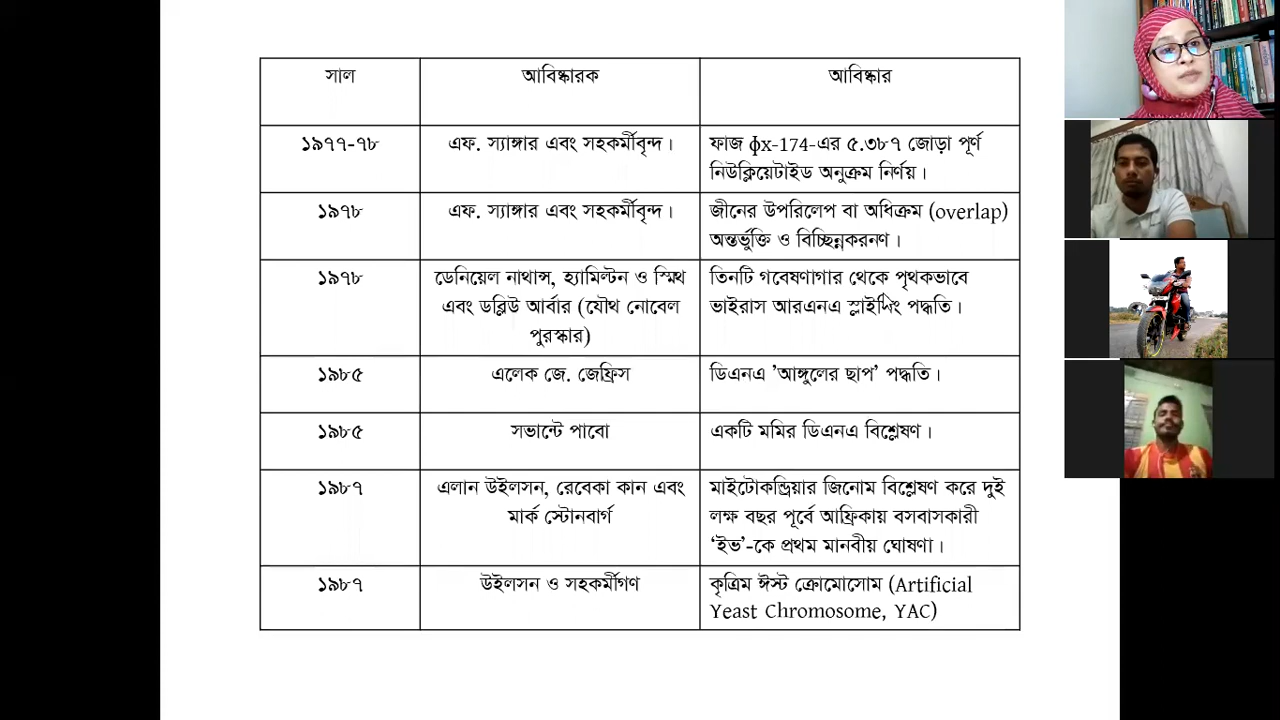 সাল
আবিষ্কারক
আবিষ্কার
১৯৭৭-৭৮
এফ. স্যাঙ্গার এবং সহকর্মীবৃন্দ।
ফাজ ϕx-174-এর ৫.৩৮৭ জোড়া পূর্ণ
নিউক্লিয়েটাইড অনুক্রম নির্ণয়।
১৯৭৮
এফ. স্যাঙ্গার এবং সহকর্মীবৃন্দ।
জীনের উপরিলেপ বা অধিক্রম (overlap)
অন্তর্ভুক্তি ও বিচ্ছিন্নকরনণ।
১৯৭৮
ডেনিয়েল নাথান্স, হ্যামিল্টন ও স্মিথ
এবং ডব্লিউ আর্বার (যৌথ নোবেল
পুরস্কার)
তিনটি গবেষণাগার থেকে পৃথকভাবে
ভাইরাস আরএনএ স্লাইসিং পদ্ধতি।
১৯৮৫
এলেক জে. জেফ্রিস
ডিএনএ ’আঙ্গুলের ছাপ’ পদ্ধতি।
১৯৮৫
সভান্টে পাবো
একটি মমির ডিএনএ বিশ্লেষণ।
১৯৮৭
এলান উইলসন, রেবেকা কান এবং
মার্ক স্টোনবার্গ
মাইটোকন্ড্রিয়ার জিনোম বিশ্লেষণ করে দুই
লক্ষ বছর পূর্বে আফ্রিকায় বসবাসকারী
‘ইভ’-কে প্রথম মানবীয় ঘোষণা।
১৯৮৭
উইলসন ও সহকর্মীগণ
কৃত্রিম ঈস্ট ক্রোমোসোম (Artificial
Yeast Chromosome, YAC)